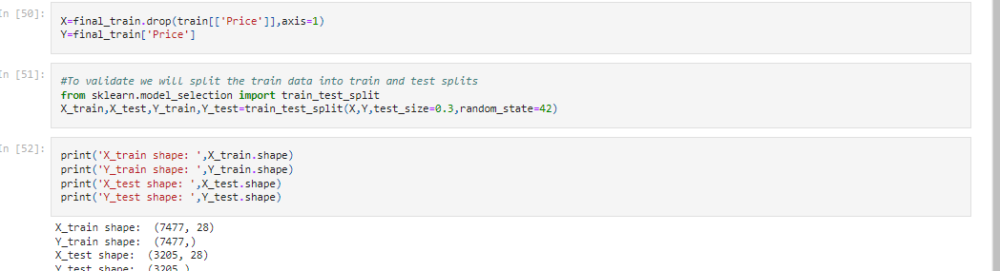 In [50]:
X=final_train.drop(train[['Price']],axis=1)
Y=final_train['Price']
In [51]:
#To validate we will split the train data into train and test splits
from sklearn.model_selection import train_test_split
X_train,X_test,Y_train,Y_test=train_test_split(X,Y,test_size=0.3,random_state=42)
In [52]:
print('X_train shape: ',X_train.shape)
print('Y_train shape: ',Y_train.shape)
print('X_test shape: ',X_test.shape)
print('Y_test shape: ',Y_test.shape)
X_train shape:  (7477, 28)
Y_train shape:  (7477,)
X_test shape:  (3205, 28)
Y_test shape:  (3205,)